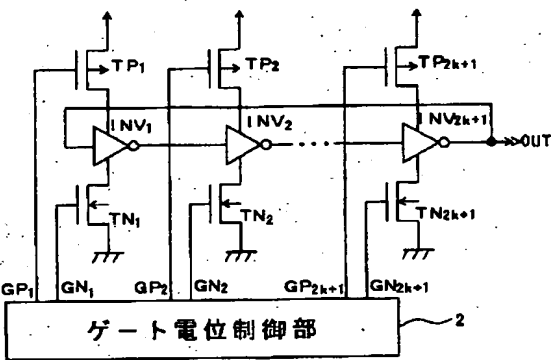 TP1 TP2 TP2k+1
INV1 INV2 INV2k+1
OUT
TN1 TN2 TN2k+1
GP1 GN1 GP2 GN2 GP2k+1 GN2k+1
ゲート電位制御部
2